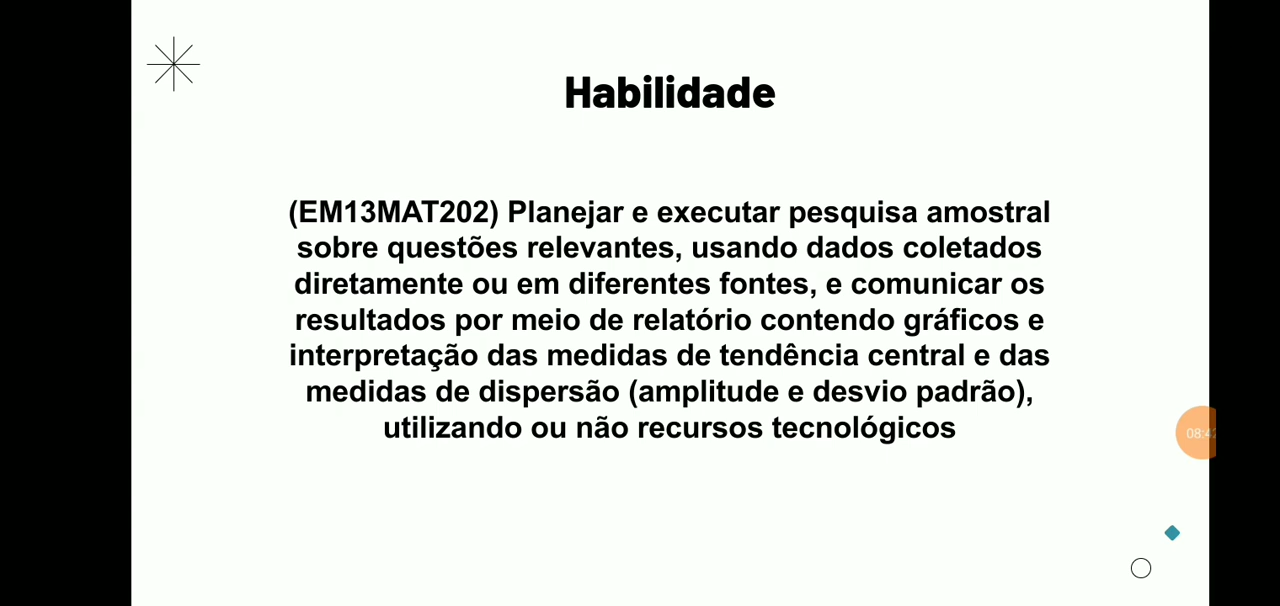 Habilidade
(EM13MAT202) Planejar e executar pesquisa amostral
sobre questões relevantes, usando dados coletados
diretamente ou em diferentes fontes, e comunicar os
resultados por meio de relatório contendo gráficos e
interpretação das medidas de tendência central e das
medidas de dispersão (amplitude e desvio padrão),
utilizando ou não recursos tecnológicos